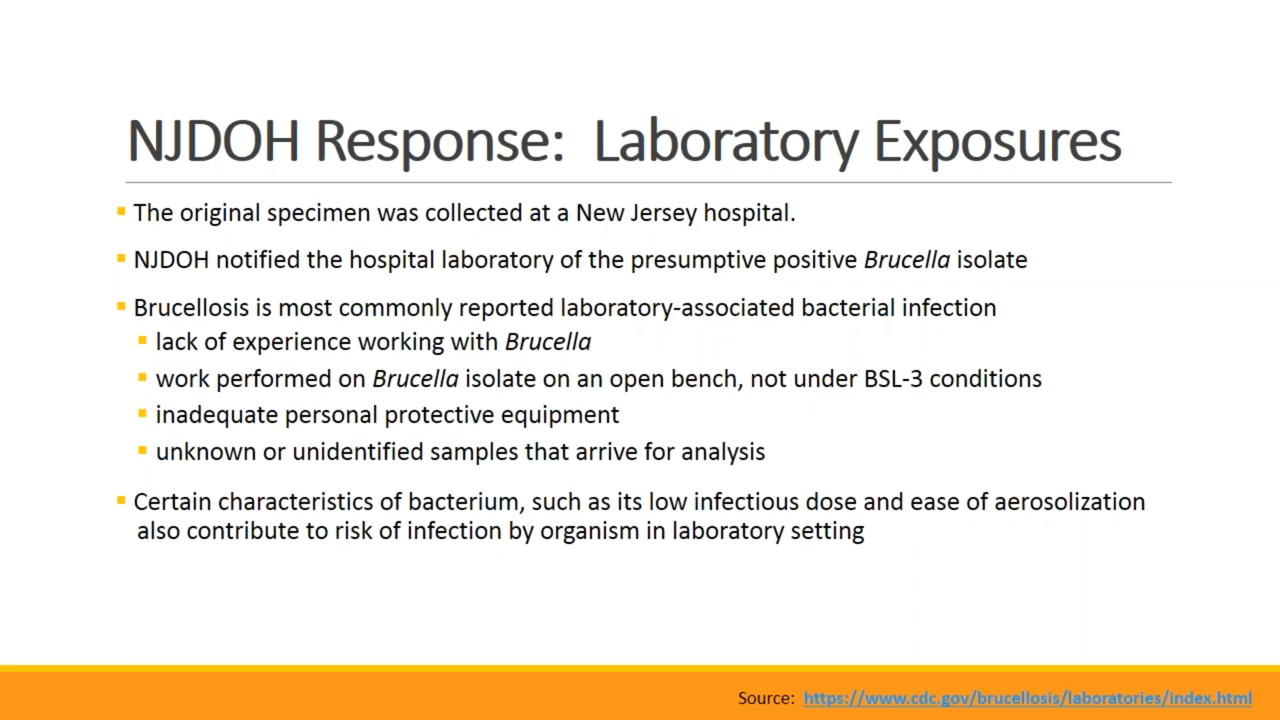 NJDOH Response: Laboratory Exposures
The original specimen was collected at a New Jersey hospital.
NJDOH notified the hospital laboratory of the presumptive positive Brucella isolate
Brucellosis is most commonly reported laboratory-associated bacterial infection
lack of experience working with Brucella
work performed on Brucella isolate on an open bench, not under BSL-3 conditions
inadequate personal protective equipment
unknown or unidentified samples that arrive for analysis
Certain characteristics of bacterium, such as its low infectious dose and ease of aerosolization
also contribute to risk of infection by organism in laboratory setting
Source: https://www.cdc.gov/brucellosis/laboratories/index.html